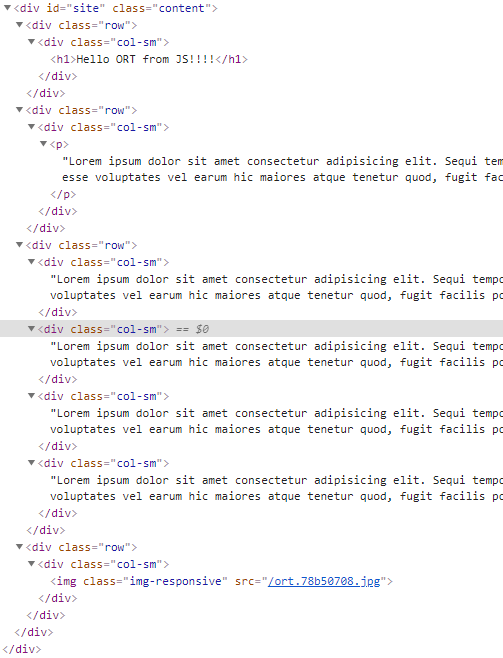 <div id="site" class="content">
<div class="row">
<div class="col-sm">
<h1>Hello ORT from JS!!!!</h1>
</div>
</div>
<div class="row">
<div class="col-sm">
<p>
"Lorem ipsum dolor sit amet consectetur adipisicing elit. Sequi tem
esse voluptates vel earum hic maiores atque tenetur quod, fugit fac
</p>
</div>
</div>
<div class="row">
<div class="col-sm">
"Lorem ipsum dolor sit amet consectetur adipisicing elit. Sequi tempo
voluptates vel earum hic maiores atque tenetur quod, fugit facilis po
</div>
<div class="col-sm"> == $0
"Lorem ipsum dolor sit amet consectetur adipisicing elit. Sequi tempo
voluptates vel earum hic maiores atque tenetur quod, fugit facilis po
</div>
<div class="col-sm">
"Lorem ipsum dolor sit amet consectetur adipisicing elit. Sequi tempo
voluptates vel earum hic maiores atque tenetur quod, fugit facilis po
</div>
<div class="col-sm">
"Lorem ipsum dolor sit amet consectetur adipisicing elit. Sequi tempo
voluptates vel earum hic maiores atque tenetur quod, fugit facilis po
</div>
</div>
<div class="row">
<div class="col-sm">
<img class="img-responsive" src="/ort.78b50708.jpg">
</div>
</div>
</div>
</div>